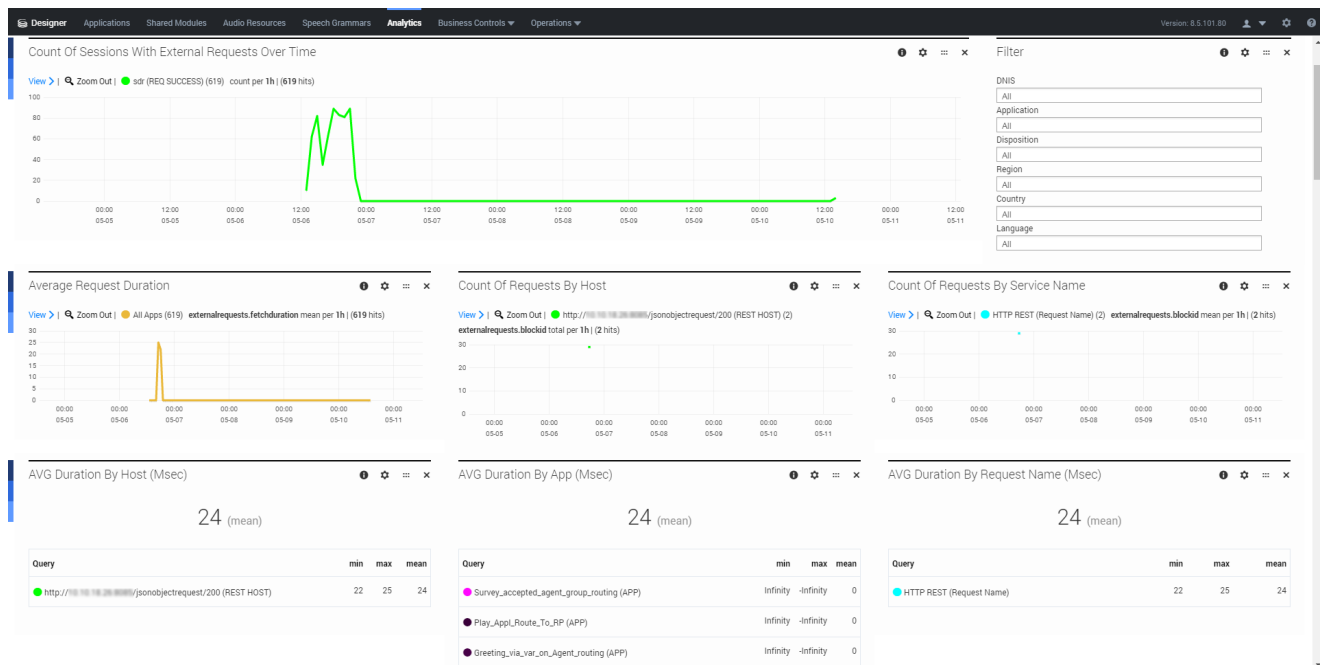 Designer Applications Shared Modules Audio Resources Speech Grammars Analytics Business Controls Operations Version: 8.5.101.80
Count Of Sessions With External Requests Over Time
View | Zoom Out | sdr (REQ SUCCESS) (619) count per 1h | (619 hits)
100
80
60
40
20
0
00:00 12:00 00:00 12:00 00:00 12:00 00:00 12:00 00:00 12:00 00:00 12:00 00:00 12:00
05-05 05-05 05-06 05-06 05-07 05-07 05-08 05-08 05-09 05-09 05-10 05-10 05-11 05-11
Filter
DNIS
All
Application
All
Disposition
All
Region
All
Country
All
Language
All
Average Request Duration
View | Zoom Out | All Apps (619) externalrequests.fetchduration mean per 1h | (619 hits)
30
25
20
15
10
5
0
00:00 00:00 00:00 00:00 00:00 00:00 00:00
05-05 05-06 05-07 05-08 05-09 05-10 05-11
Count Of Requests By Host
View | Zoom Out | http:// /jsonobjectrequest/200 (REST HOST) (2)
externalrequests.blockid total per 1h | (2 hits)
30
20
10
0
00:00 00:00 00:00 00:00 00:00 00:00 00:00
05-05 05-06 05-07 05-08 05-09 05-10 05-11
Count Of Requests By Service Name
View | Zoom Out | HTTP REST (Request Name) (2) externalrequests.blockid mean per 1h | (2 hits)
30
20
10
0
00:00 00:00 00:00 00:00 00:00 00:00 00:00
05-05 05-06 05-07 05-08 05-09 05-10 05-11
AVG Duration By Host (Msec)
24 (mean)
Query min max mean
http:// /jsonobjectrequest/200 (REST HOST) 22 25 24
AVG Duration By App (Msec)
24 (mean)
Query min max mean
Survey_accepted_agent_group_routing (APP) Infinity -Infinity 0
Play_Appl_Route_To_RP (APP) Infinity -Infinity 0
Greeting_via_var_on_Agent_routing (APP) Infinity -Infinity 0
AVG Duration By Request Name (Msec)
24 (mean)
Query min max mean
HTTP REST (Request Name) 22 25 24